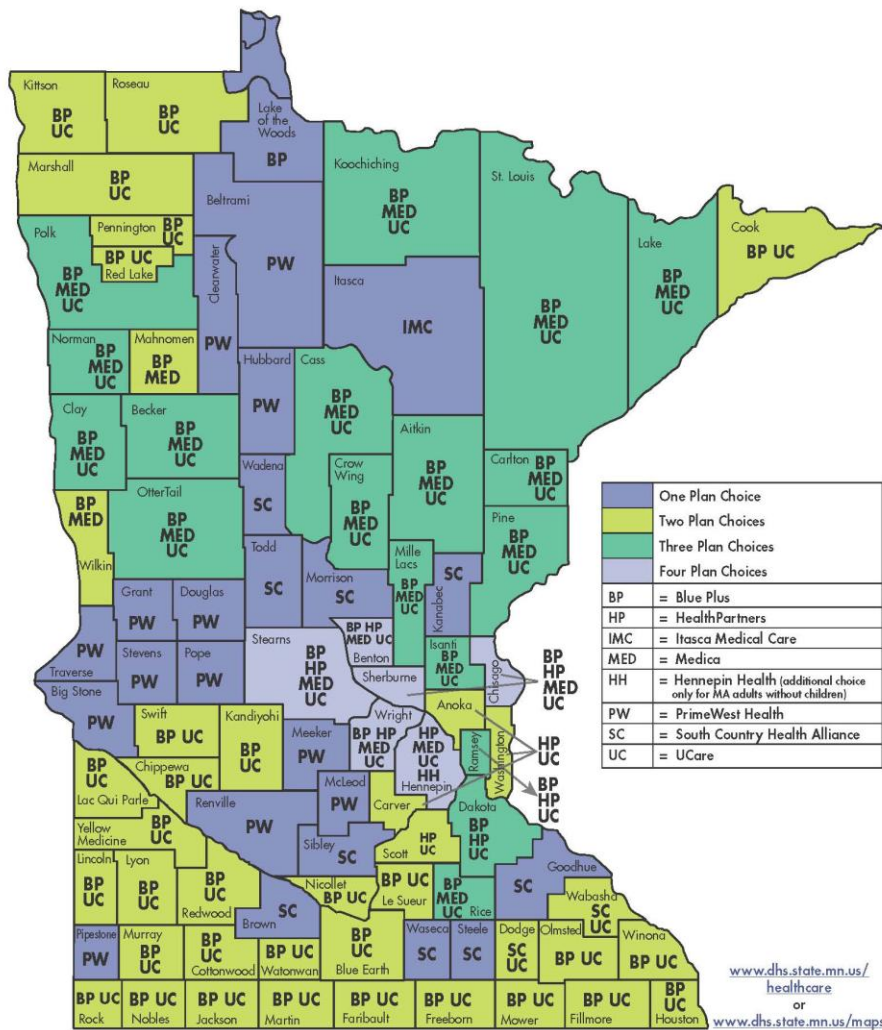 Kittson
BP
UC
Roseau
BP
UC
Lake
of the
Woods
BP
Marshall
BP
UC
Beltrami
PW
Koochiching
BP
MED
UC
St. Louis
BP
MED
UC
Lake
BP
MED
UC
Cook
BP UC
Polk
BP
MED
UC
Pennington
BP
UC
BP UC
Red Lake
Clearwater
PW
Itasca
IMC
Norman
BP
MED
UC
Mahnomen
BP
MED
Hubbard
PW
Cass
BP
MED
UC
Clay
BP
MED
UC
Becker
BP
MED
UC
Aitkin
BP
MED
UC
Wadena
SC
Crow
Wing
BP
MED
UC
Carlton
BP
MED
UC
BP
MED
Wilkin
OtterTail
BP
MED
UC
Pine
BP
MED
UC
Todd
SC
Morrison
SC
Mille
Lacs
BP
MED
UC
SC
Kanabec
Grant
PW
Douglas
PW
PW
Traverse
Stevens
PW
Pope
PW
Stearns
BP
HP
MED
UC
BP HP
MED UC
Benton
Sherburne
Isanti
BP
MED
UC
Chisago
BP
HP
MED
UC
Big Stone
PW
Swift
BP UC
Kandiyohi
BP
UC
Meeker
PW
Wright
BP HP
MED
UC
HP
MED
UC
HH
Hennepin
Anoka
Ramsey
Washington
HP
UC
BP
HP
UC
Chippewa
BP UC
BP
UC
Lac Qui Parle
Renville
PW
McLeod
PW
Carver
Scott
HP
UC
Dakota
BP
HP
UC
Yellow
Medicine
BP
UC
Sibley
SC
Lincoln
BP
UC
Lyon
BP
UC
BP
UC
Redwood
SC
Brown
Nicollet
BP UC
BP UC
Le Sueur
BP
MED
UC
Rice
Goodhue
SC
Wabasha
SC
UC
Pipestone
PW
Murray
BP
UC
BP
UC
Cottonwood
BP UC
Watonwan
BP
UC
Blue Earth
Waseca
SC
Steele
SC
Dodge
SC
UC
Olmsted
BP UC
Winona
BP UC
BP UC
Rock
BP UC
Nobles
BP UC
Jackson
BP UC
Martin
BP UC
Faribault
BP UC
Freeborn
BP UC
Mower
BP UC
Fillmore
BP
UC
Houston
One Plan Choice
Two Plan Choices
Three Plan Choices
Four Plan Choices
BP = Blue Plus
HP = HealthPartners
IMC = Itasca Medical Care
MED = Medica
HH = Hennepin Health (additional choice
only for MA adults without children)
PW = PrimeWest Health
SC = South Country Health Alliance
UC = UCare
www.dhs.state.mn.us/
healthcare
or
www.dhs.state.mn.us/maps